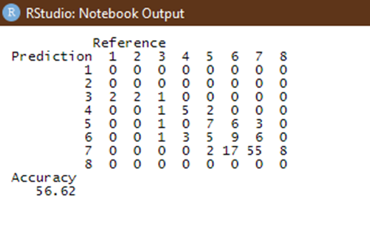 R RStudio: Notebook Output
Reference
Prediction 1 2 3 4 5 6 7 8
1 0 0 0 0 0 0 0 0
2 0 0 0 0 0 0 0 0
3 2 2 1 0 0 0 0 0
4 0 0 1 5 2 0 0 0
5 0 0 1 0 7 6 3 0
6 0 0 1 3 5 9 6 0
7 0 0 0 0 2 17 55 8
8 0 0 0 0 0 0 0 0
Accuracy
56.62